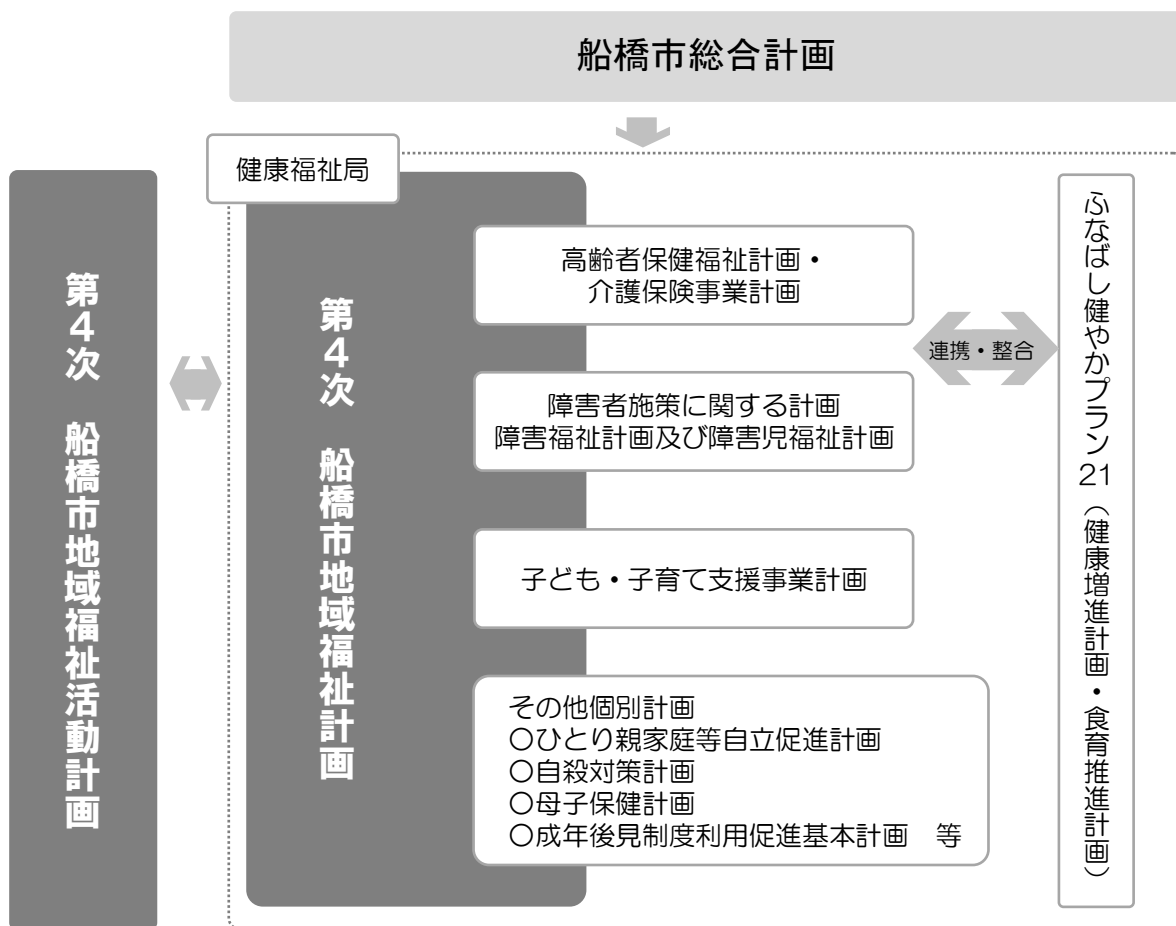 船橋市総合計画
健康福祉局
第4次　船橋市地域福祉活動計画
第4次　船橋市地域福祉計画
高齢者保健福祉計画・
介護保険事業計画
障害者施策に関する計画
障害福祉計画及び障害児福祉計画
子ども・子育て支援事業計画
その他個別計画
〇ひとり親家庭等自立促進計画
〇自殺対策計画
〇母子保健計画
〇成年後見制度利用促進基本計画　等
連携・整合
ふなばし健やかプラン21（健康増進計画・食育推進計画）